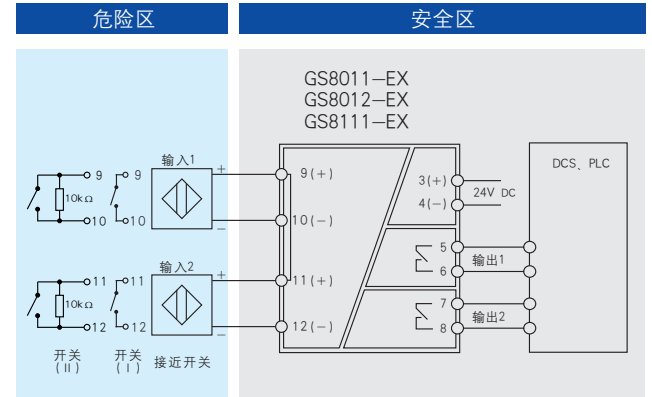 危险区
安全区
GS8011-EX
GS8012-EX
GS8111-EX
输入1
9
9
10kΩ
10
10
+
−
9(+)
10(−)
3(+)
4(−)
24V DC
DCS、PLC
5
6
输出1
输入2
11
11
10kΩ
12
12
+
−
11(+)
12(−)
7
8
输出2
开关
(II)
开关
(I)
接近开关